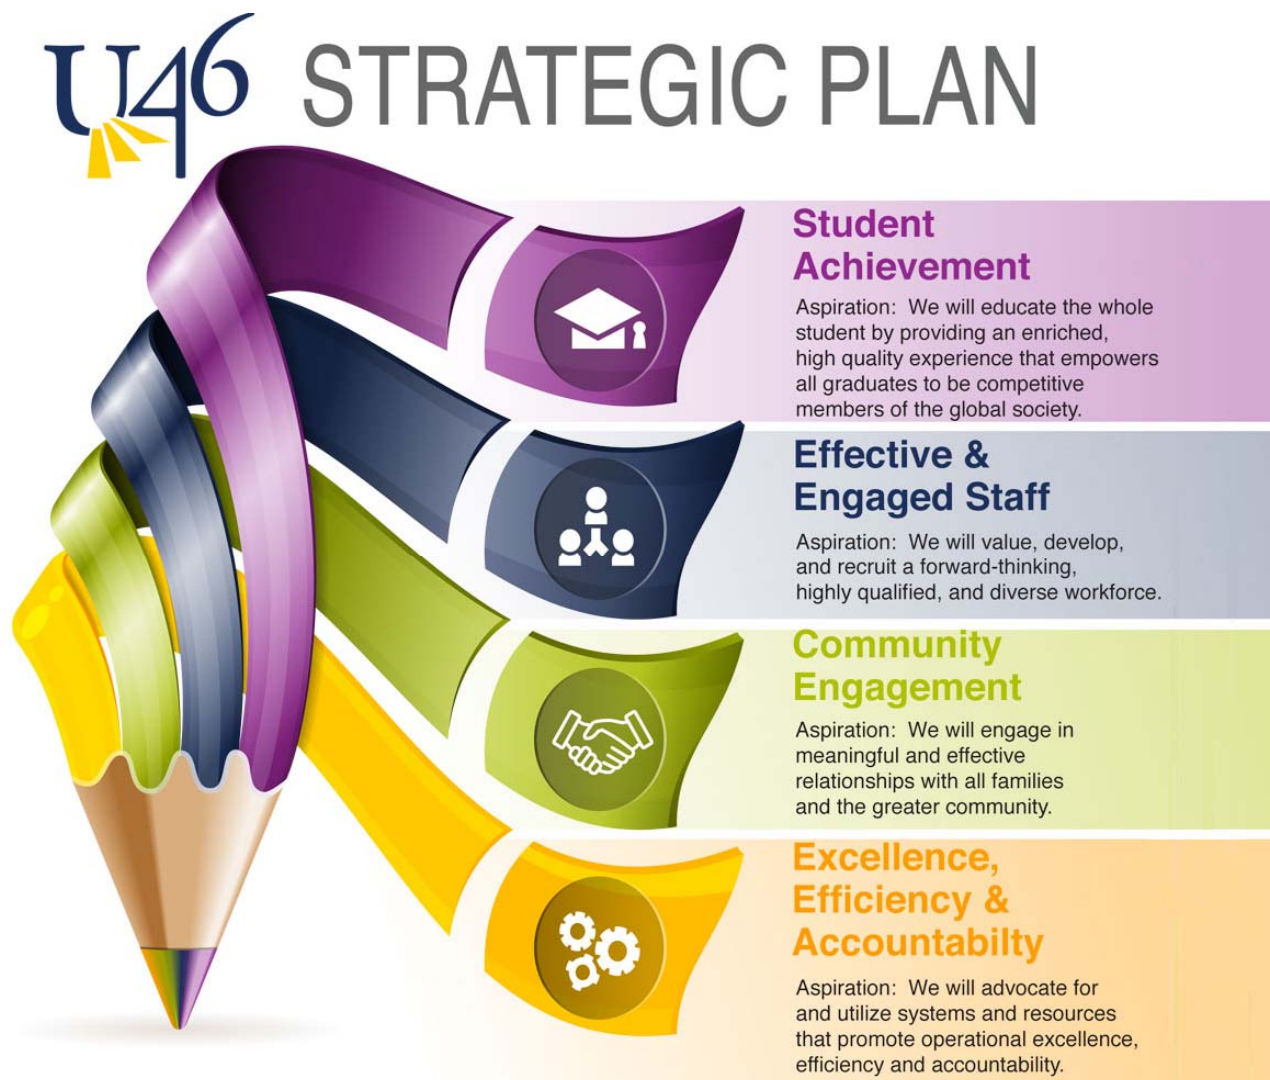 U46 STRATEGIC PLAN
Student
Achievement
Aspiration: We will educate the whole
student by providing an enriched,
high quality experience that empowers
all graduates to be competitive
members of the global society.
Effective &
Engaged Staff
Aspiration: We will value, develop,
and recruit a forward-thinking,
highly qualified, and diverse workforce.
Community
Engagement
Aspiration: We will engage in
meaningful and effective
relationships with all families
and the greater community.
Excellence,
Efficiency &
Accountabilty
Aspiration: We will advocate for
and utilize systems and resources
that promote operational excellence,
efficiency and accountability.